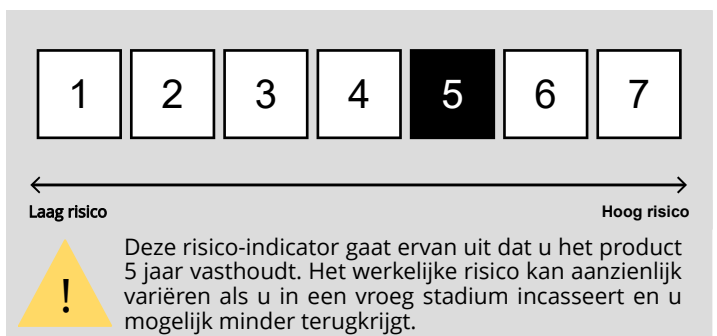 1 2 3 4 5 6 7
Laag risico Hoog risico
Deze risico-indicator gaat ervan uit dat u het product
5 jaar vasthoudt. Het werkelijke risico kan aanzienlijk
variëren als u in een vroeg stadium incasseert en u
mogelijk minder terugkrijgt.
!